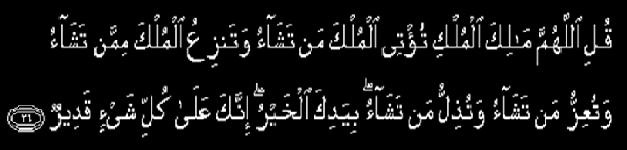 قُلِ ٱللَّهُمَّ مَـٰلِكَ ٱلْمُلْكِ تُؤْتِى ٱلْمُلْكَ مَن تَشَآءُ وَتَنزِعُ ٱلْمُلْكَ مِمَّن تَشَآءُ
وَتُعِزُّ مَن تَشَآءُ وَتُذِلُّ مَن تَشَآءُ ۖ بِيَدِكَ ٱلْخَيْرُ ۖ إِنَّكَ عَلَىٰ كُلِّ شَىْءٍ قَدِيرٌ ٢٦